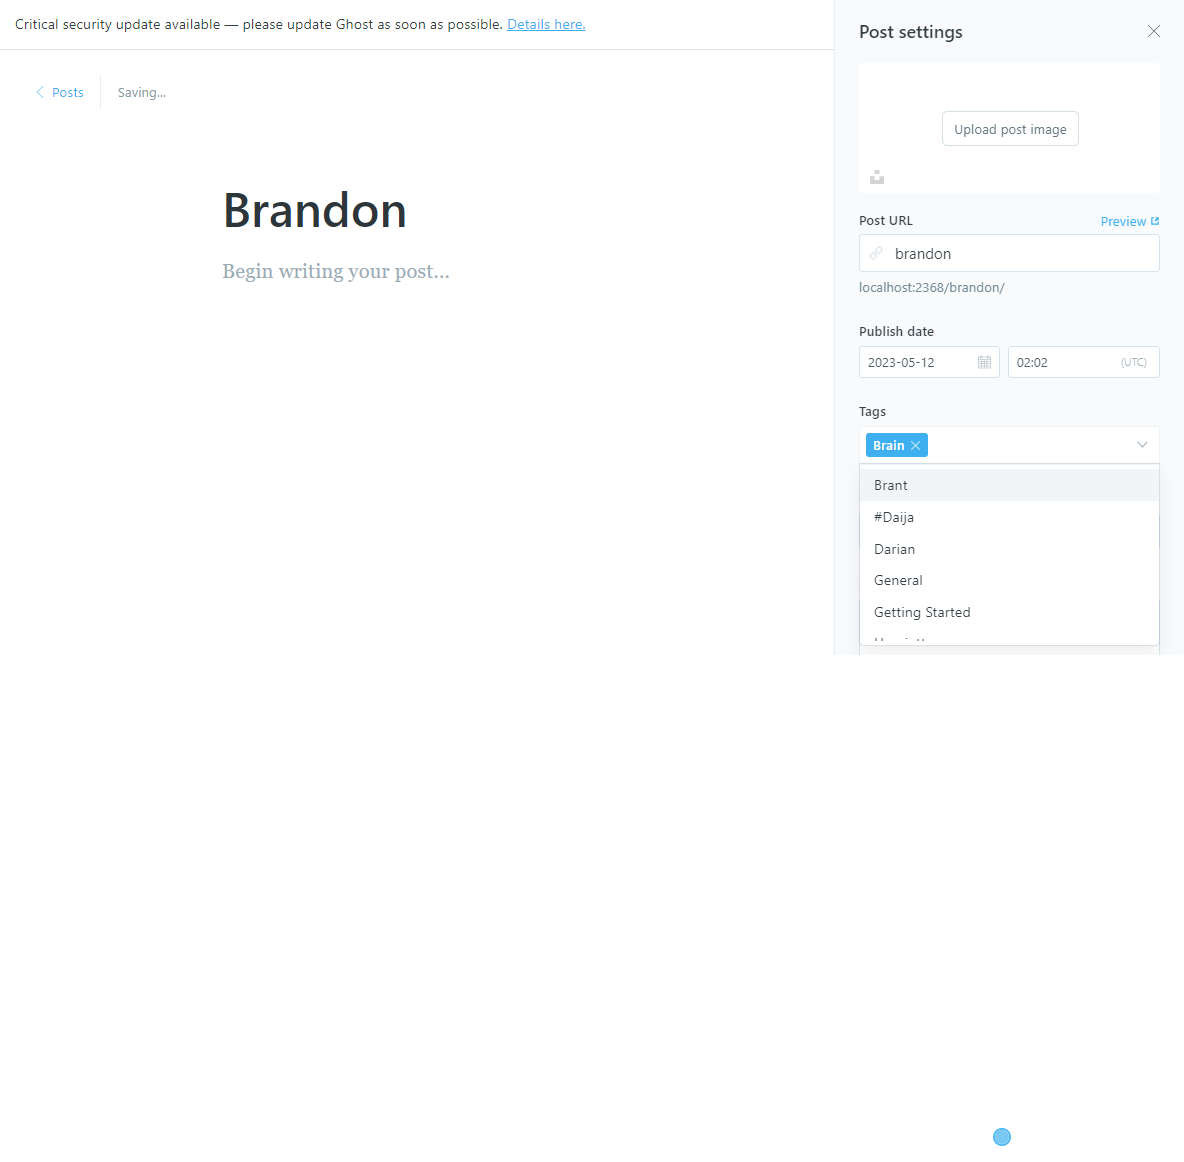 Critical security update available — please update Ghost as soon as possible. Details here.
Posts
Saving...
Brandon
Begin writing your post...
Post settings
Upload post image
Post URL
Preview
brandon
localhost:2368/brandon/
Publish date
2023-05-12
02:02
(UTC)
Tags
Brain
Brant
#Daija
Darian
General
Getting Started